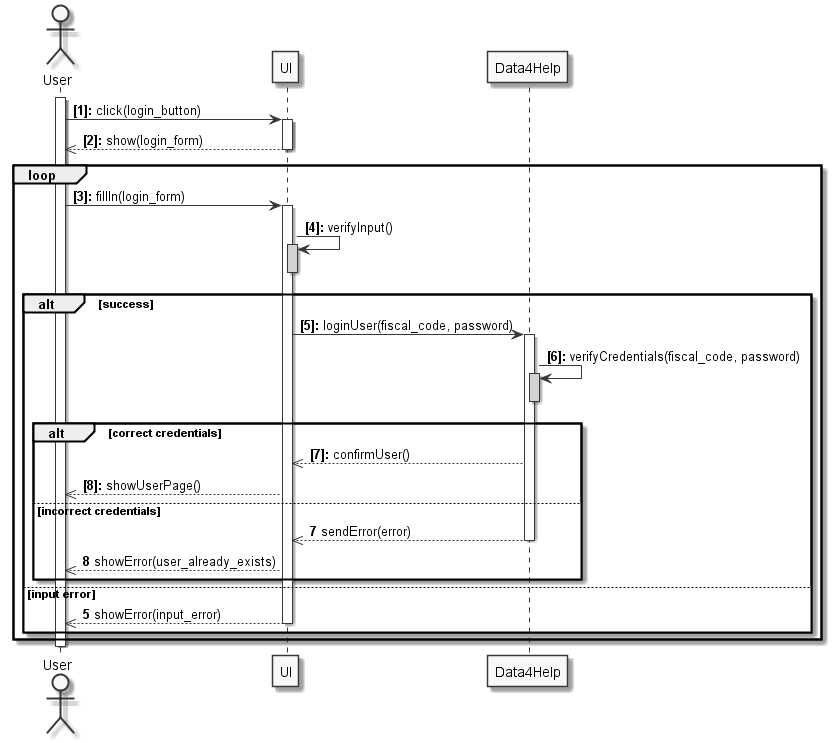 User
UI
Data4Help
[1]: click(login_button)
[2]: show(login_form)
loop
[3]: fillIn(login_form)
[4]: verifyInput()
alt [success]
[5]: loginUser(fiscal_code, password)
[6]: verifyCredentials(fiscal_code, password)
alt [correct credentials]
[7]: confirmUser()
[8]: showUserPage()
[incorrect credentials]
7 sendError(error)
8 showError(user_already_exists)
[input error]
5 showError(input_error)
User
UI
Data4Help